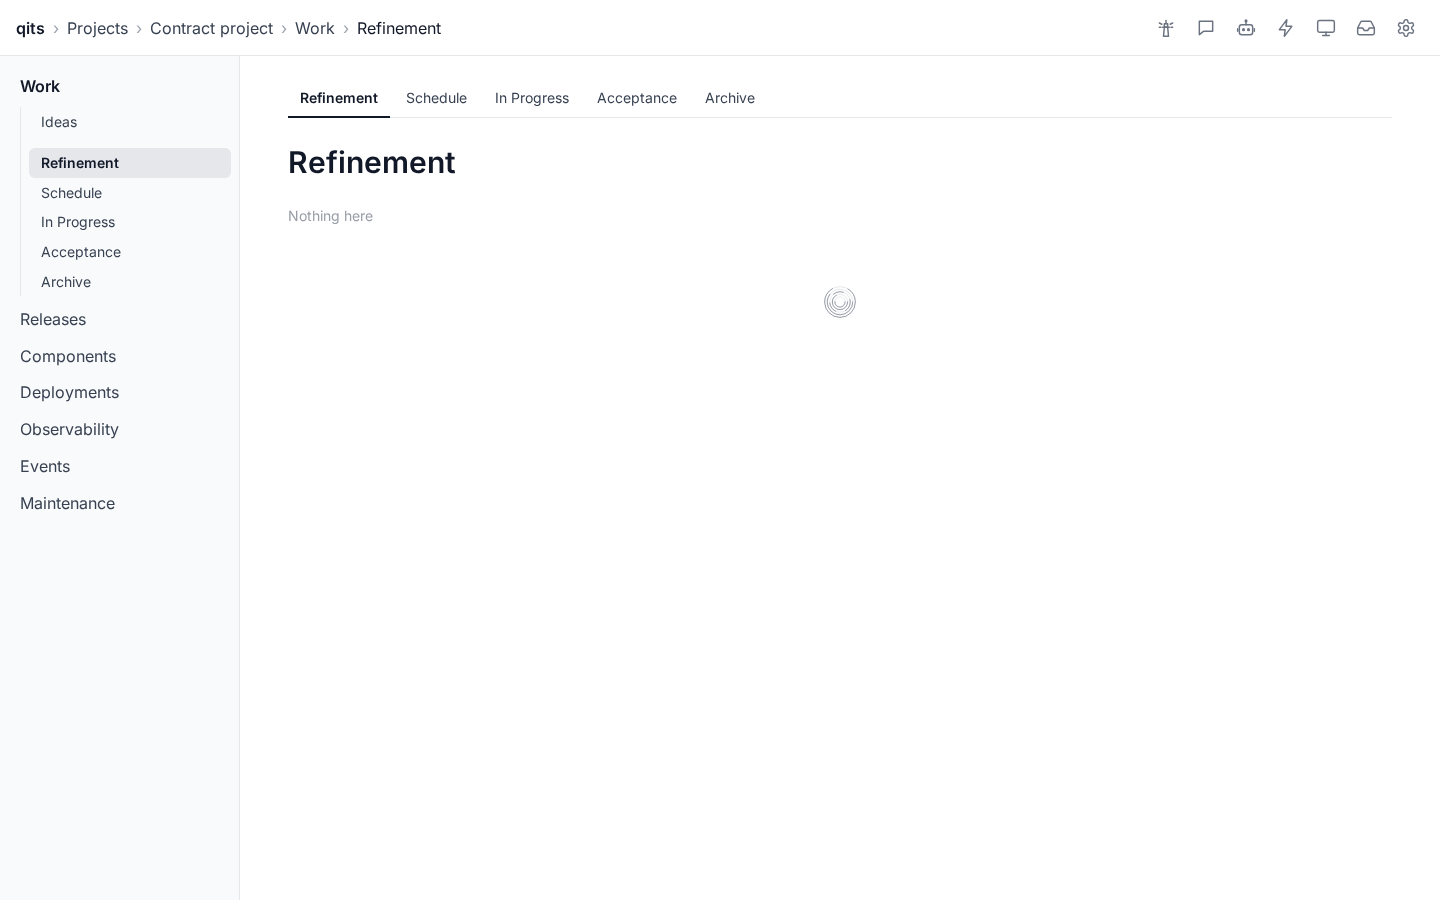 qits › Projects › Contract project › Work › Refinement
Work
Ideas
Refinement
Schedule
In Progress
Acceptance
Archive
Releases
Components
Deployments
Observability
Events
Maintenance
Refinement Schedule In Progress Acceptance Archive
Refinement
Nothing here